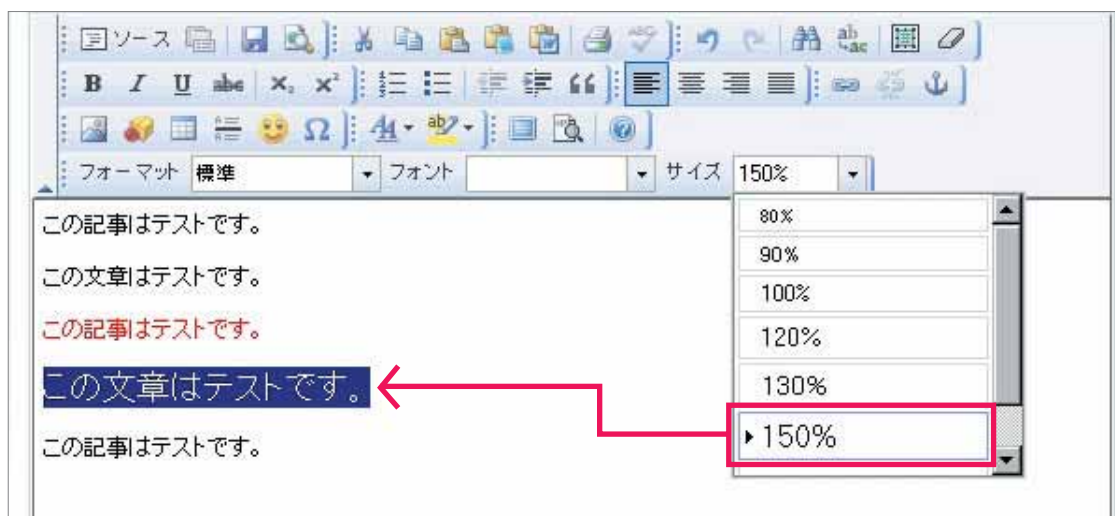 ソース
B I U abc x₂ x²
フォーマット 標準 フォント サイズ 150%
この記事はテストです。
この文章はテストです。
この記事はテストです。
この文章はテストです。
この記事はテストです。
80%
90%
100%
120%
130%
150%